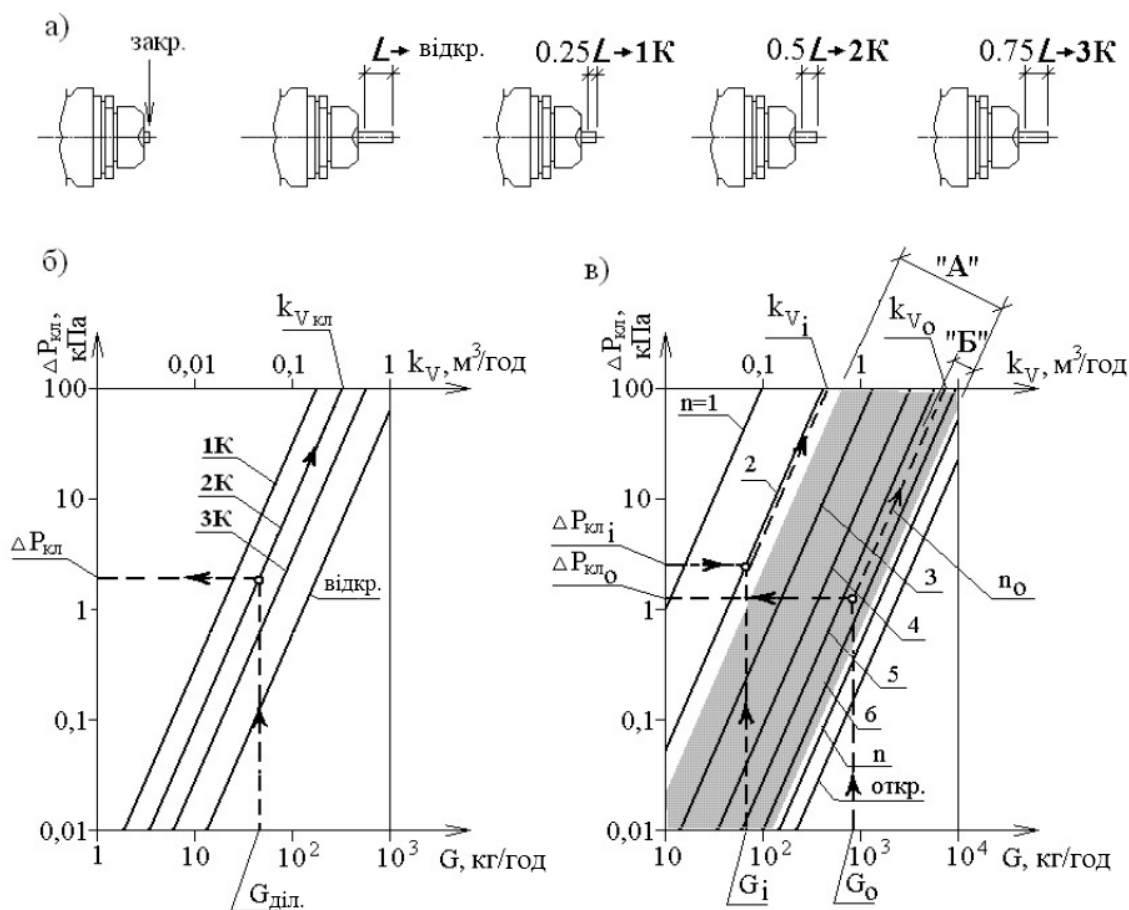 а)
закр.
L→ відкр.
0.25L→1К
0.5L→2К
0.75L→3К
б)
ΔPкл,
кПа
kV кл
0,01
0,1
1
kV, м³/год
100
10
1
0,1
0,01
1К
2К
3К
відкр.
ΔPкл
1
10
10²
10³
G, кг/год
Gділ.
в)
"А"
"Б"
ΔPкл,
кПа
kVi
kVo
0,1
1
kV, м³/год
100
10
1
0,1
0,01
n=1
2
3
4
5
6
n
откр.
no
ΔPкл i
ΔPкло
10
10²
10³
10⁴
G, кг/год
Gi
Go